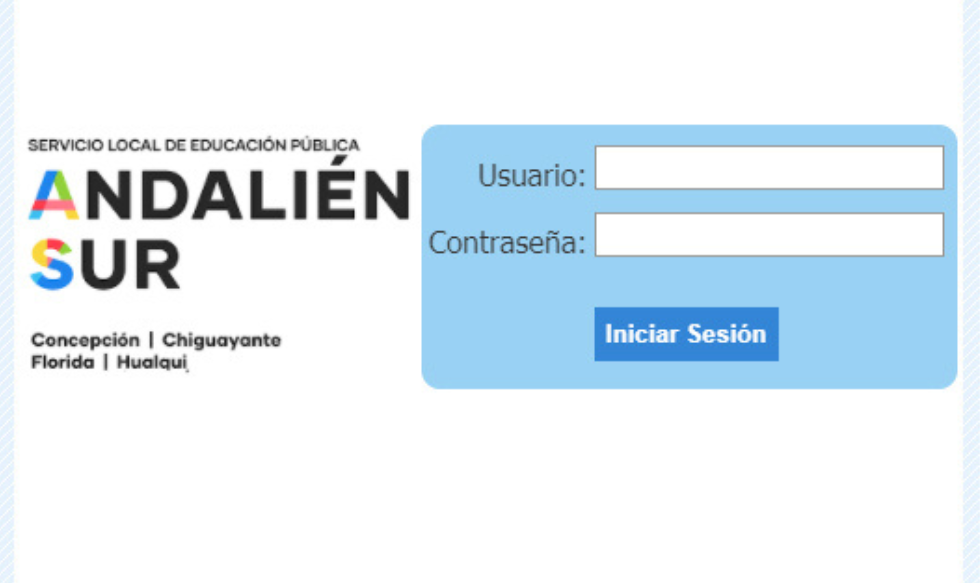 SERVICIO LOCAL DE EDUCACIÓN PÚBLICA
ANDALIÉN
SUR
Concepción | Chiguayante
Florida | Hualqui
Usuario:
Contraseña:
Iniciar Sesión